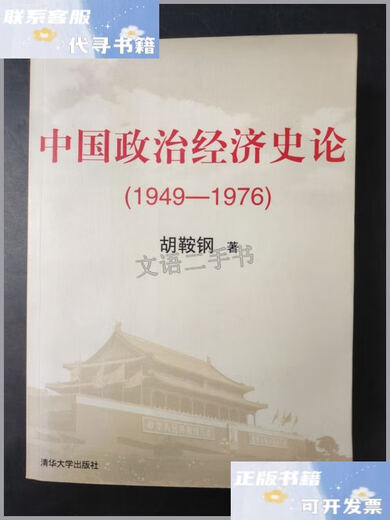 联系客服
代寻书籍
中国政治经济史论
(1949—1976)
胡鞍钢 著
文语二手书
清华大学出版社
正版书籍
可开发票